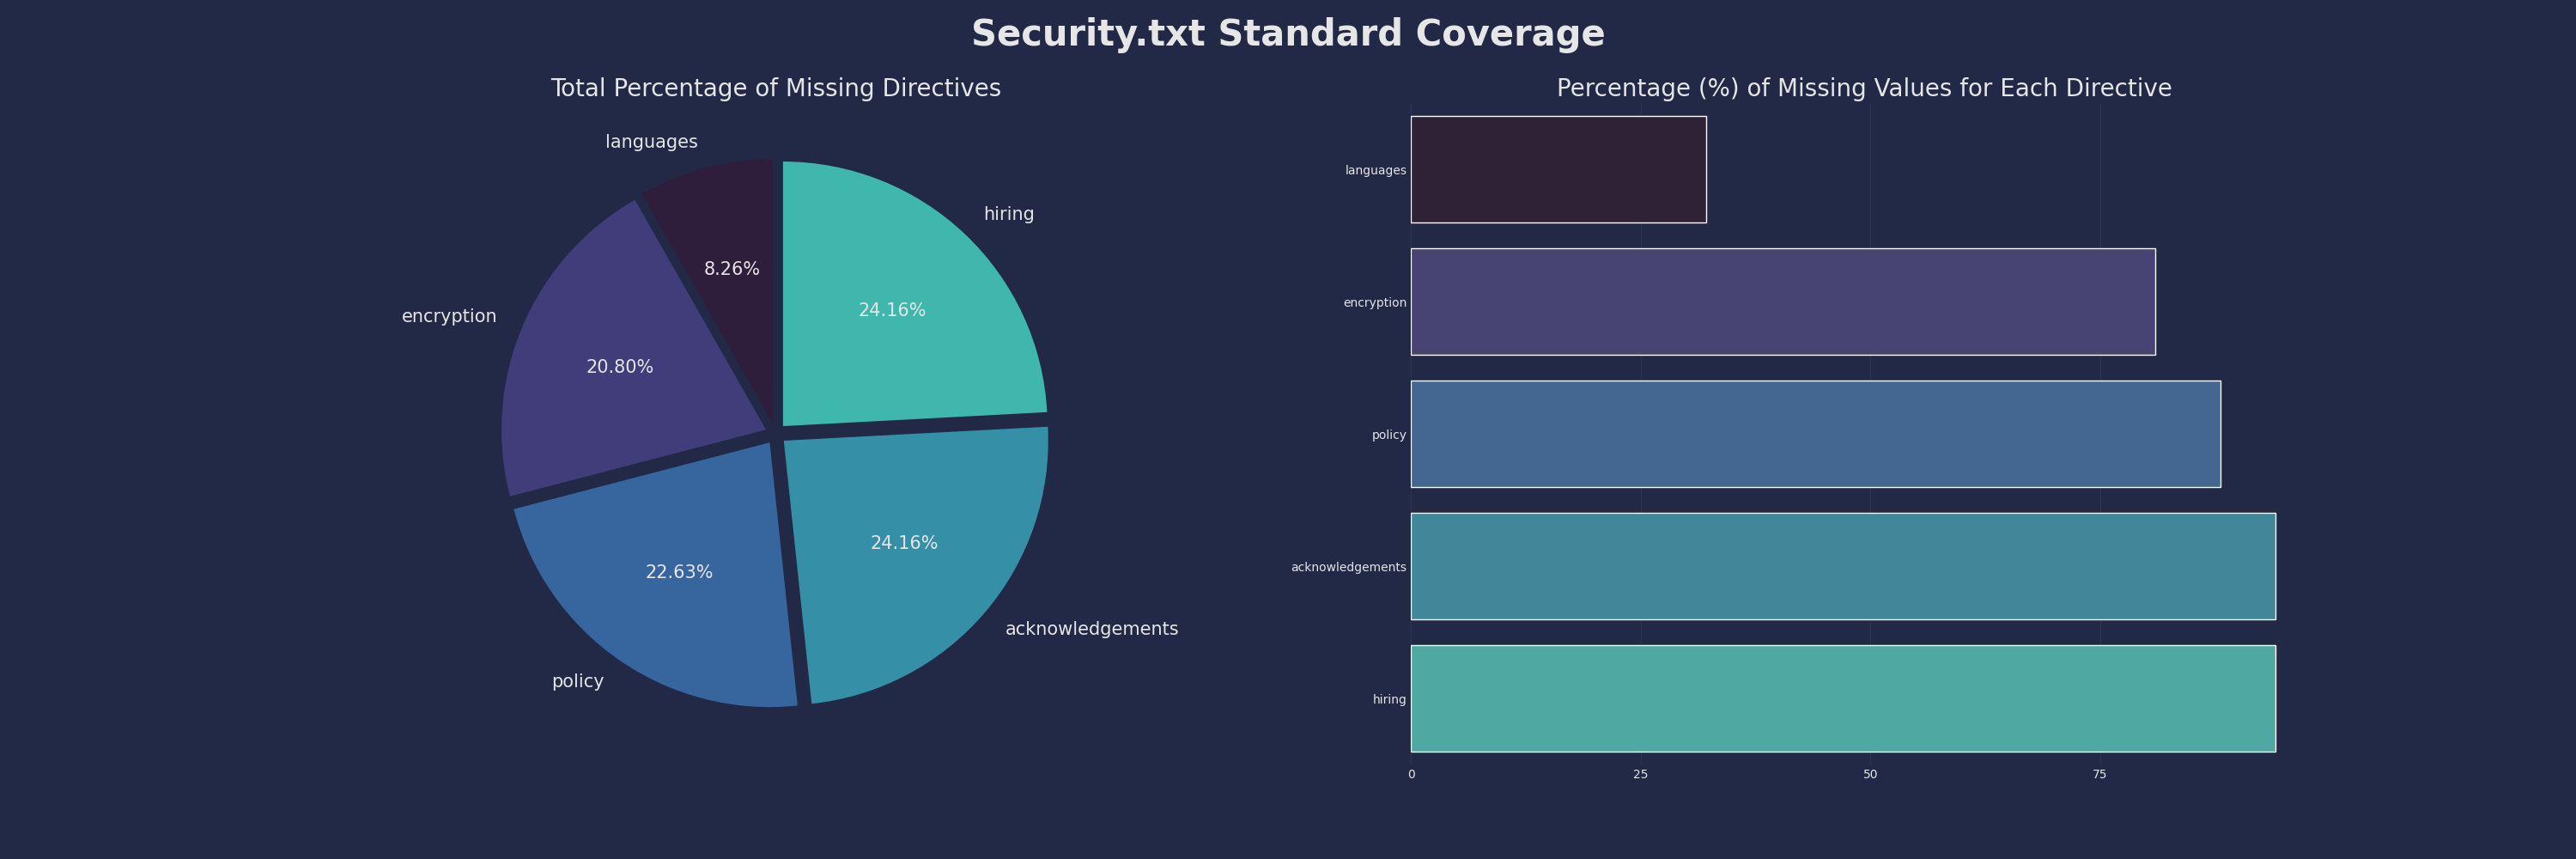 Security.txt Standard Coverage
Total Percentage of Missing Directives
languages
hiring
8.26%
24.16%
encryption
20.80%
24.16%
22.63%
acknowledgements
policy
Percentage (%) of Missing Values for Each Directive
languages
encryption
policy
acknowledgements
hiring
0 25 50 75